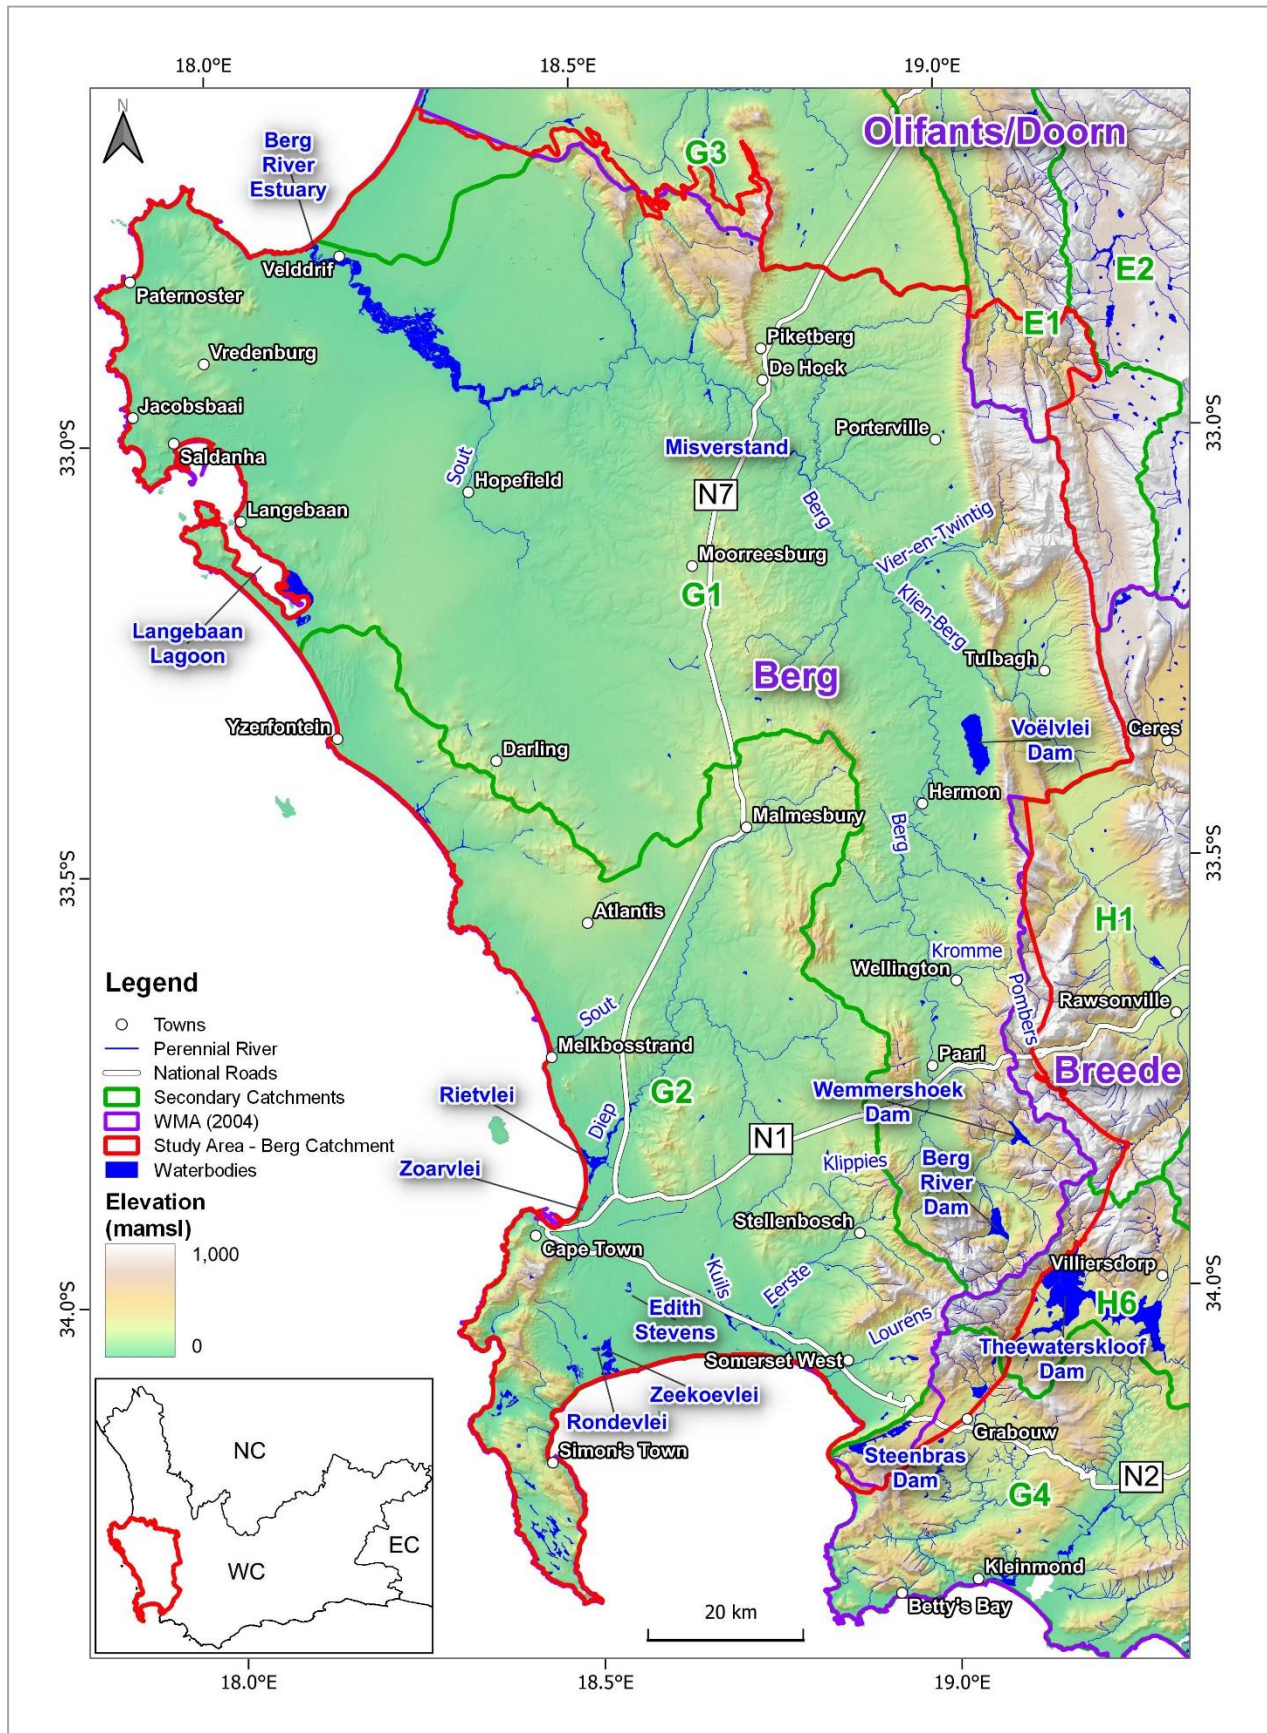 18.0°E
18.5°E
19.0°E
N
Olifants/Doorn
Berg
River
Estuary
G3
E2
Velddrif
Paternoster
E1
Piketberg
Vredenburg
De Hoek
Jacobsbaai
Porterville
33.0°S
33.0°S
Saldanha
Misverstand
Sout
Hopefield
N7
Berg
Langebaan
Vier-en-Twintig
Moorreesburg
G1
Klien-Berg
Langebaan
Lagoon
Tulbagh
Berg
Yzerfontein
Voëlvlei
Dam
Ceres
Darling
Hermon
Malmesbury
Berg
33.5°S
33.5°S
Atlantis
H1
Kromme
Wellington
Pombers
Rawsonville
Legend
Towns
Perennial River
National Roads
Secondary Catchments
WMA (2004)
Study Area - Berg Catchment
Waterbodies
Elevation
(mamsl)
1,000
0
Sout
Melkbosstrand
Paarl
Breede
G2
Wemmershoek
Dam
Rietvlei
Diep
N1
Zoarvlei
Klippies
Berg
River
Dam
Stellenbosch
Cape Town
Villiersdorp
Kuils
Eerste
34.0°S
34.0°S
Edith
Stevens
Lourens
H6
Somerset West
Theewaterskloof
Dam
Zeekoevlei
Rondevlei
Grabouw
Simon's Town
Steenbras
Dam
N2
G4
Kleinmond
Betty's Bay
20 km
NC
EC
WC
18.0°E
18.5°E
19.0°E